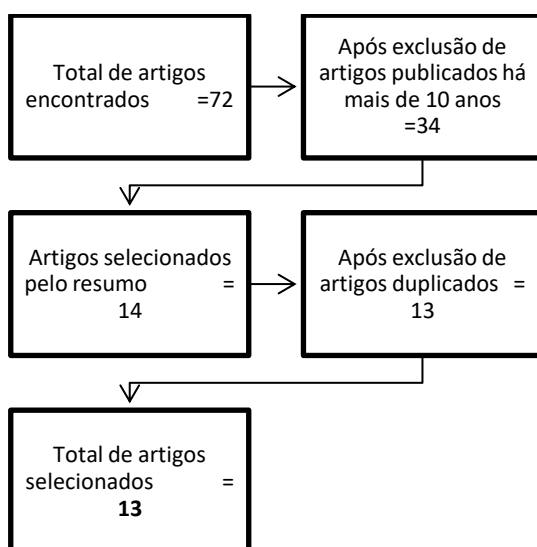 Total de artigos
encontrados =72
Após exclusão de
artigos publicados há
mais de 10 anos
=34
Artigos selecionados
pelo resumo =
14
Após exclusão de
artigos duplicados =
13
Total de artigos
selecionados =
13